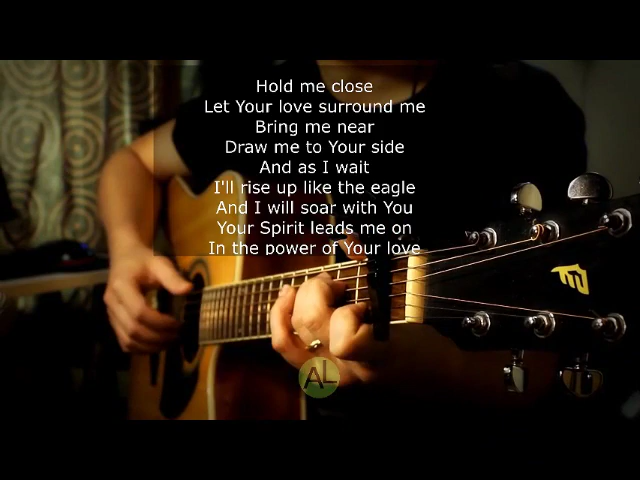 Hold me close
Let Your love surround me
Bring me near
Draw me to Your side
And as I wait
I'll rise up like the eagle
And I will soar with You
Your Spirit leads me on
In the power of Your love
AL